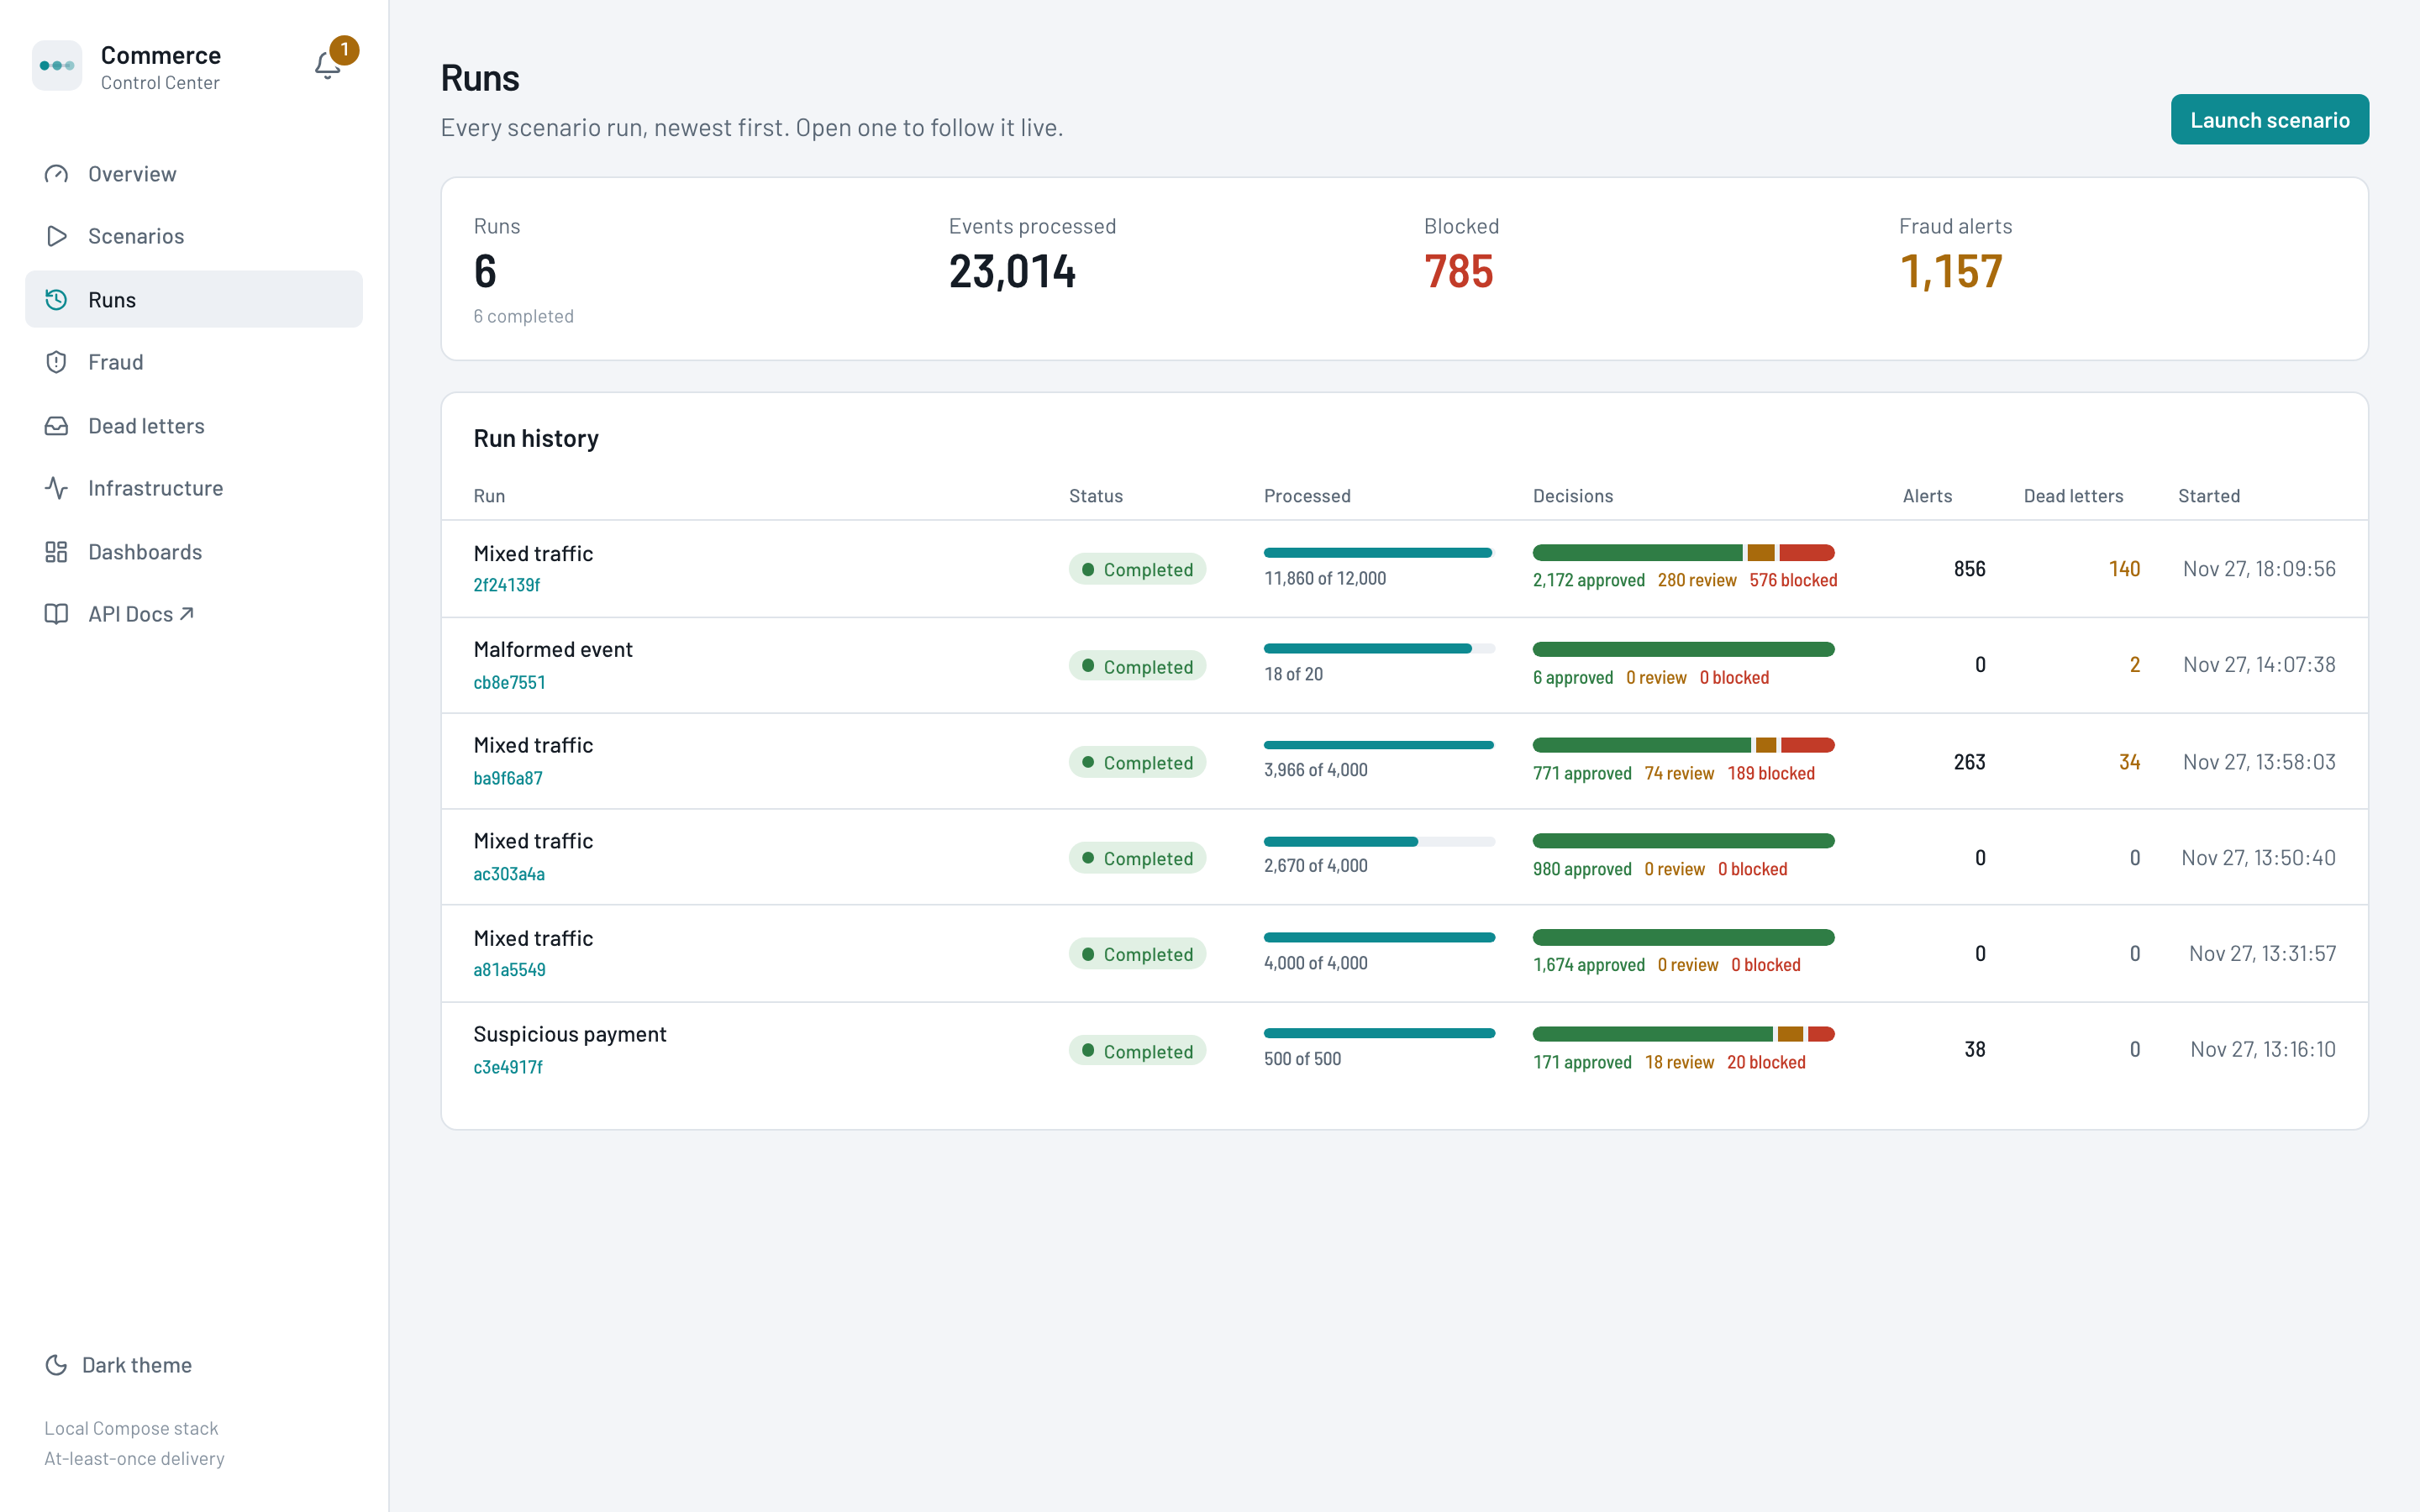 Commerce
Control Center
1
Overview
Scenarios
Runs
Fraud
Dead letters
Infrastructure
Dashboards
API Docs
Dark theme
Local Compose stack
At-least-once delivery
Runs
Every scenario run, newest first. Open one to follow it live.
Launch scenario
Runs
6
6 completed
Events processed
23,014
Blocked
785
Fraud alerts
1,157
Run history
Run Status Processed Decisions Alerts Dead letters Started
Mixed traffic
2f24139f
Completed
11,860 of 12,000
2,172 approved 280 review 576 blocked
856
140
Nov 27, 18:09:56
Malformed event
cb8e7551
Completed
18 of 20
6 approved 0 review 0 blocked
0
2
Nov 27, 14:07:38
Mixed traffic
ba9f6a87
Completed
3,966 of 4,000
771 approved 74 review 189 blocked
263
34
Nov 27, 13:58:03
Mixed traffic
ac303a4a
Completed
2,670 of 4,000
980 approved 0 review 0 blocked
0
0
Nov 27, 13:50:40
Mixed traffic
a81a5549
Completed
4,000 of 4,000
1,674 approved 0 review 0 blocked
0
0
Nov 27, 13:31:57
Suspicious payment
c3e4917f
Completed
500 of 500
171 approved 18 review 20 blocked
38
0
Nov 27, 13:16:10